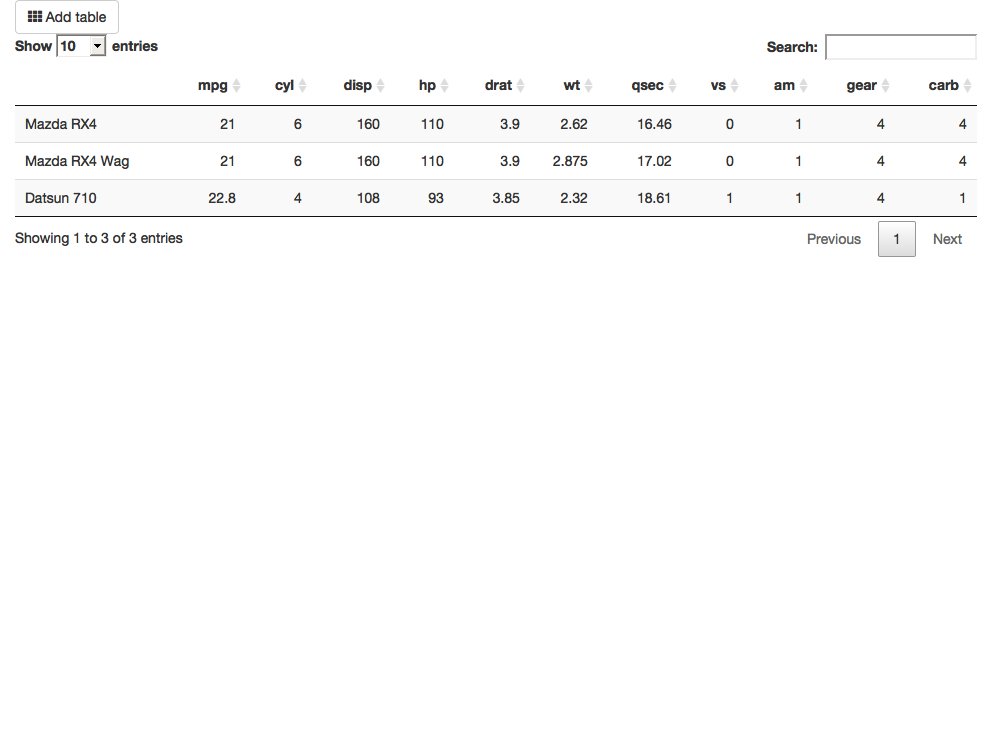 Add table
Show 10 entries
Search:
mpg cyl disp hp drat wt qsec vs am gear carb
Mazda RX4 21 6 160 110 3.9 2.62 16.46 0 1 4 4
Mazda RX4 Wag 21 6 160 110 3.9 2.875 17.02 0 1 4 4
Datsun 710 22.8 4 108 93 3.85 2.32 18.61 1 1 4 1
Showing 1 to 3 of 3 entries
Previous 1 Next